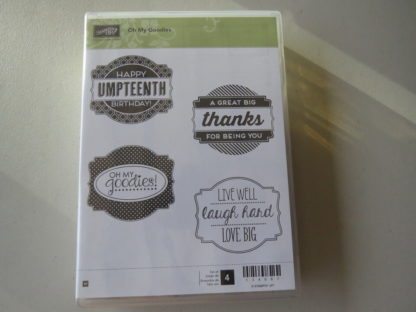 Oh My Goodies
HAPPY
UMPTEENTH
BIRTHDAY!
A GREAT BIG
thanks
FOR BEING YOU
OH MY
goodies!
LIVE WELL
laugh hard
LOVE BIG
4